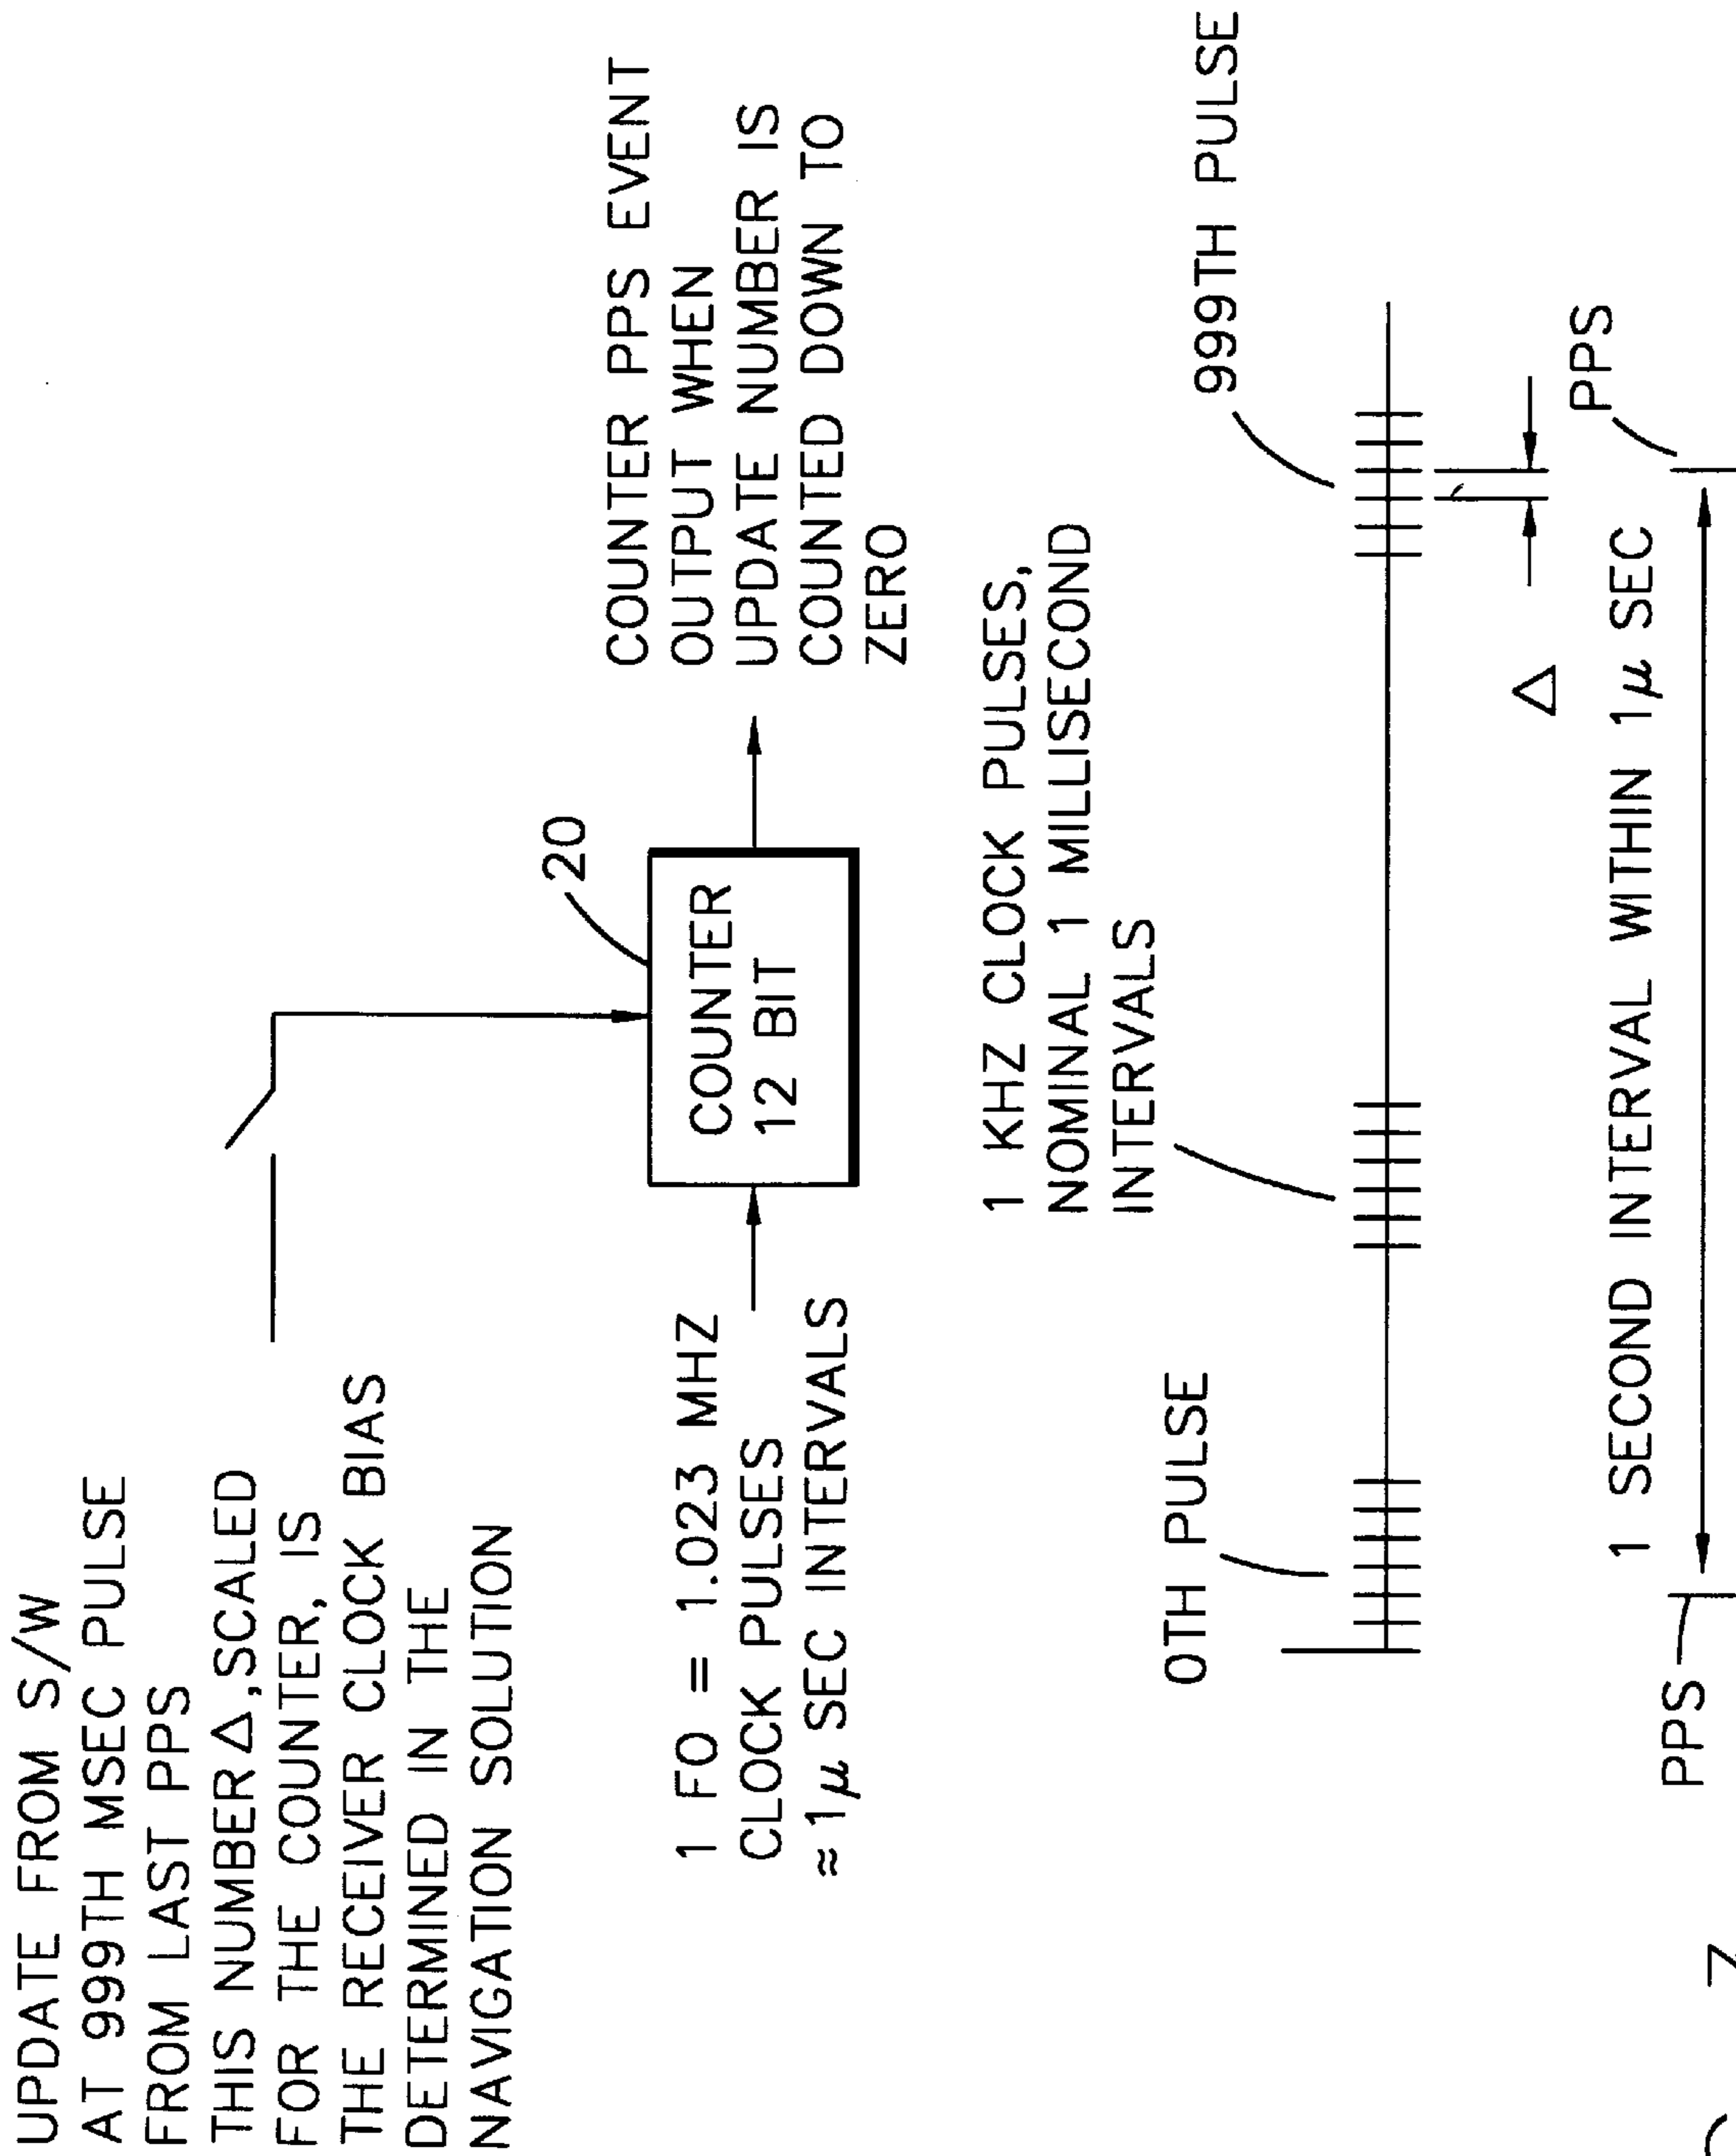 UPDATE FROM S/W
AT 999TH MSEC PULSE
FROM LAST PPS
THIS NUMBER △,SCALED
FOR THE COUNTER, IS
THE RECEIVER CLOCK BIAS
DETERMINED IN THE
NAVIGATION SOLUTION
20
COUNTER
12 BIT
1 FO = 1.023 MHZ
CLOCK PULSES
≈ 1μ SEC INTERVALS
COUNTER PPS EVENT
OUTPUT WHEN
UPDATE NUMBER IS
COUNTED DOWN TO
ZERO
1 KHZ CLOCK PULSES,
NOMINAL 1 MILLISECOND
INTERVALS
0TH PULSE
999TH PULSE
△
PPS
1 SECOND INTERVAL WITHIN 1μ SEC
PPS